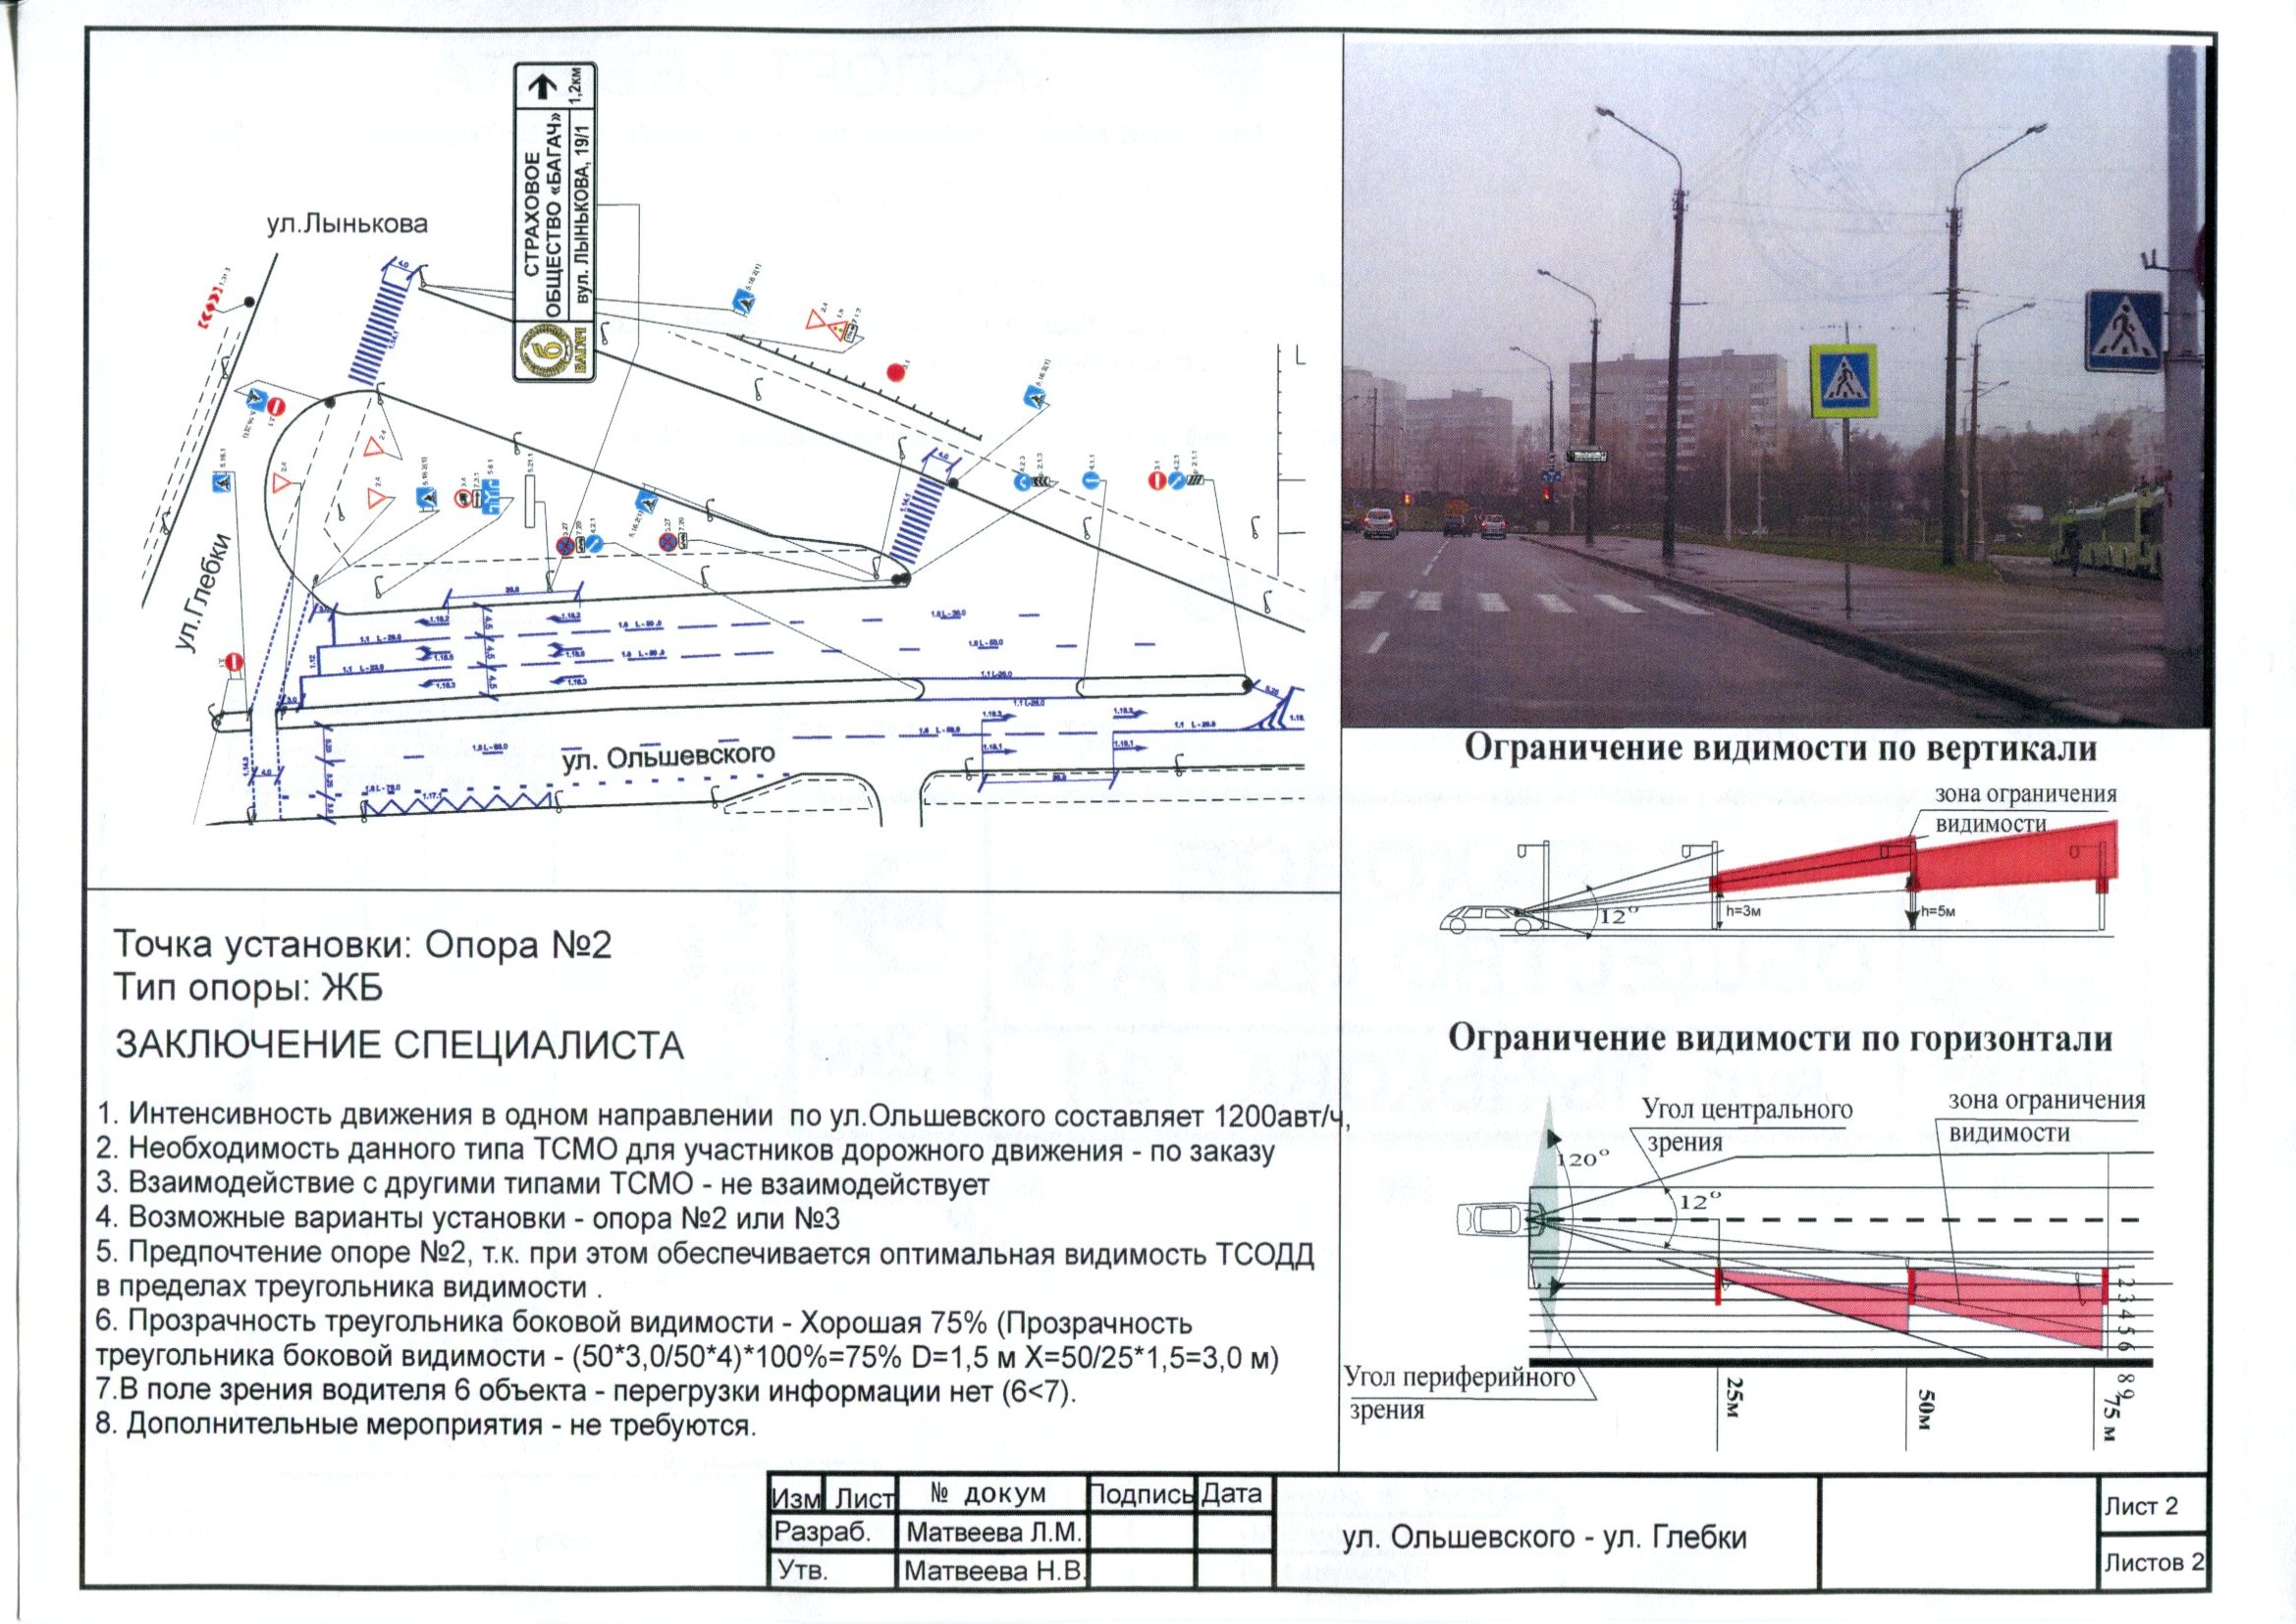 СТРАХОВОЕ
ОБЩЕСТВО «БАГАЧ»
вул. ЛЫНЬКОВА, 19/1
1,2км
БАГАЧ
ул.Лынькова
ул.Глебки
ул. Ольшевского
Точка установки: Опора №2
Тип опоры: ЖБ
ЗАКЛЮЧЕНИЕ СПЕЦИАЛИСТА
1. Интенсивность движения в одном направлении по ул.Ольшевского составляет 1200авт/ч,
2. Необходимость данного типа ТСМО для участников дорожного движения - по заказу
3. Взаимодействие с другими типами ТСМО - не взаимодействует
4. Возможные варианты установки - опора №2 или №3
5. Предпочтение опоре №2, т.к. при этом обеспечивается оптимальная видимость ТСОДД
в пределах треугольника видимости .
6. Прозрачность треугольника боковой видимости - Хорошая 75% (Прозрачность
треугольника боковой видимости - (50*3,0/50*4)*100%=75% D=1,5 м X=50/25*1,5=3,0 м)
7.В поле зрения водителя 6 объекта - перегрузки информации нет (6<7).
8. Дополнительные мероприятия - не требуются.
Ограничение видимости по вертикали
зона ограничения
видимости
12°
h=3м
h=5м
Ограничение видимости по горизонтали
Угол центрального
зрения
зона ограничения
видимости
120°
12°
Угол периферийного
зрения
1 2 3 4 5 6
8 9
25м
50м
75 м
Изм Лист № докум Подпись Дата
Разраб. Матвеева Л.М.
Утв. Матвеева Н.В.
ул. Ольшевского - ул. Глебки
Лист 2
Листов 2